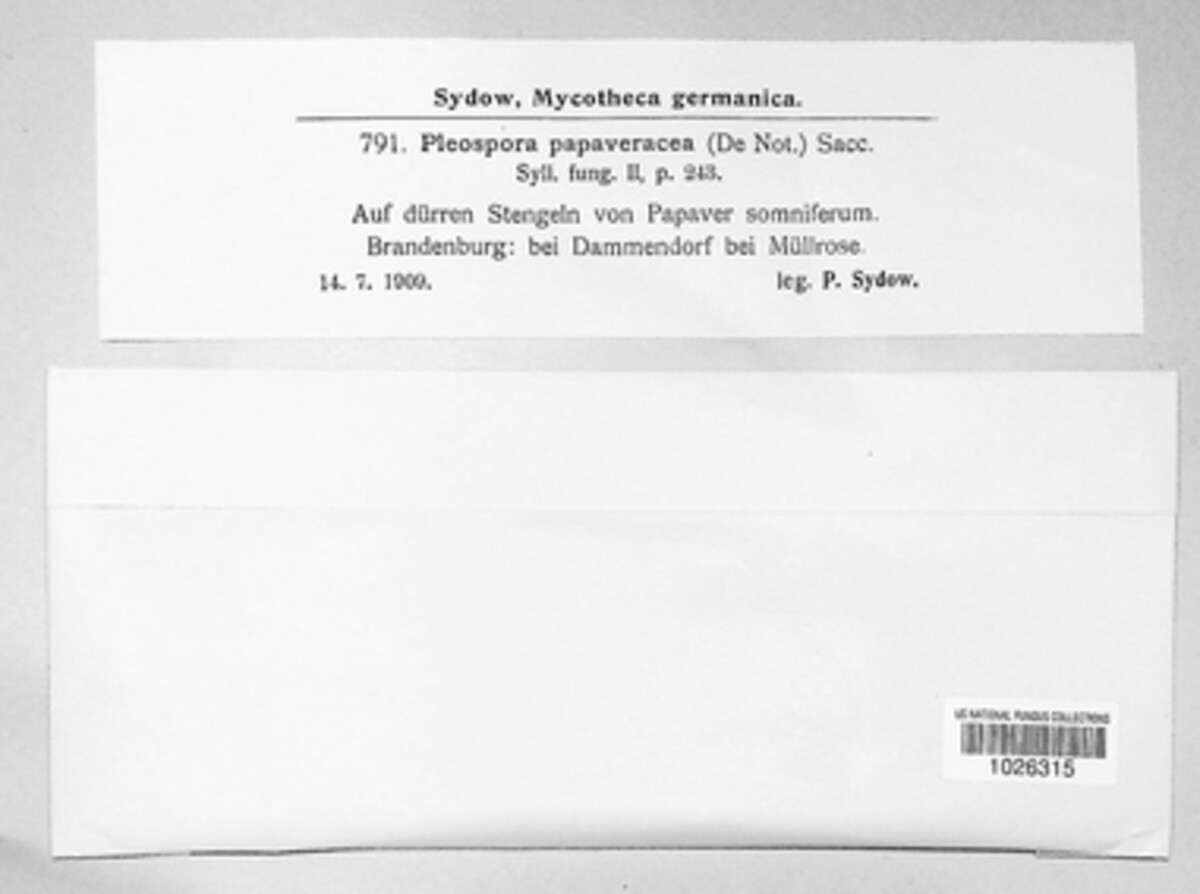 Sydow, Mycotheca germanica.
791. Pleospora papaveracea (De Not.) Sacc.
Syll. fung. II, p. 243.
Auf dürren Stengeln von Papaver somniferum.
Brandenburg: bei Dammendorf bei Müllrose.
14. 7. 1909. leg. P. Sydow.
US NATIONAL FUNGUS COLLECTIONS
1026315